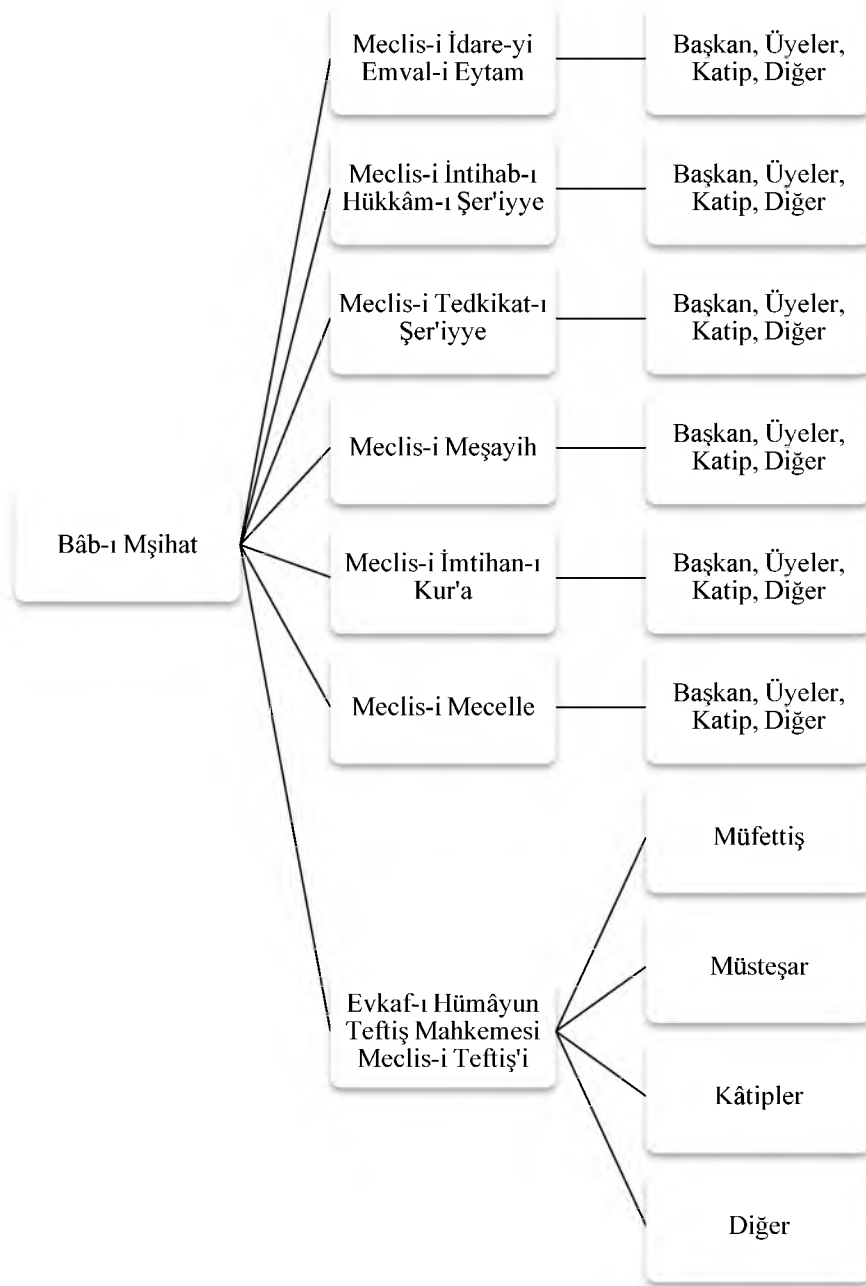 Meclis-i İdare-yi
Emval-i Eytam
Başkan, Üyeler,
Katip, Diğer
Meclis-i İntihab-ı
Hükkâm-ı Şer'iyye
Başkan, Üyeler,
Katip, Diğer
Meclis-i Tedkikat-ı
Şer'iyye
Başkan, Üyeler,
Katip, Diğer
Meclis-i Meşayih
Başkan, Üyeler,
Katip, Diğer
Bâb-ı Mşihat
Meclis-i İmtihan-ı
Kur'a
Başkan, Üyeler,
Katip, Diğer
Meclis-i Mecelle
Başkan, Üyeler,
Katip, Diğer
Evkaf-ı Hümâyun
Teftiş Mahkemesi
Meclis-i Teftiş'i
Müfettiş
Müsteşar
Kâtipler
Diğer